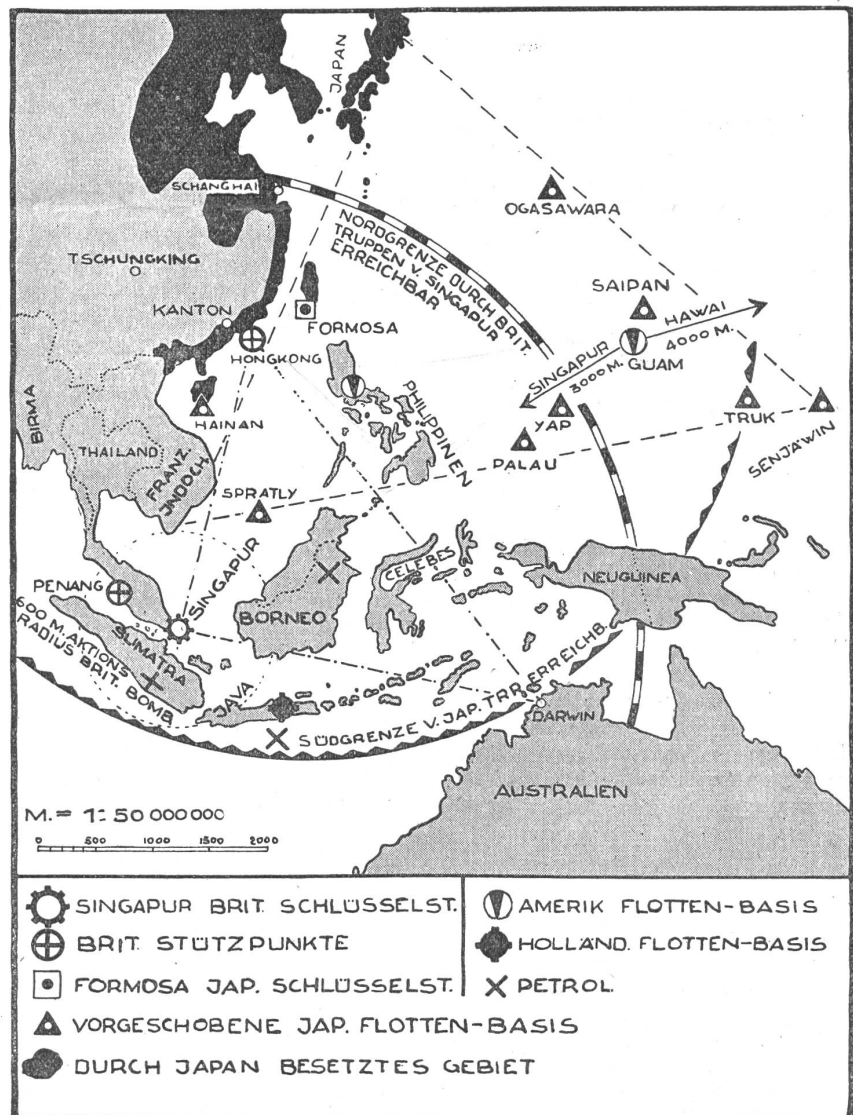 JAPAN
SCHANGHAI
OGASAWARA
NORDGRENZE DURCH BRIT.
TRUPPEN V. SINGAPUR
ERREICHBAR
TSCHUNGKING
SAIPAN
KANTON
FORMOSA
HAWAI
4000 M.
HONGKONG
SINGAPUR
3000 M.
GUAM
PHILIPPINEN
BIRMA
HAINAN
YAP
TRUK
THAILAND
PALAU
SENJAWIN
FRANZ.
JNDOCH.
SPRATLY
SINGAPUR
CELEBES
PENANG
NEUGUINEA
BORNEO
600 M. AKTIONS
RADIUS BRIT. BOMB.
SUMATRA
JAVA
SÜDGRENZE V. JAP. TRP. ERREICHB.
DARWIN
AUSTRALIEN
M. = 1:50 000 000
0 500 1000 1500 2000
SINGAPUR BRIT. SCHLÜSSELST.
BRIT. STÜTZPUNKTE
FORMOSA JAP. SCHLÜSSELST.
VORGESCHOBENE JAP. FLOTTEN-BASIS
DURCH JAPAN BESETZTES GEBIET
AMERIK FLOTTEN-BASIS
HOLLÄND. FLOTTEN-BASIS
PETROL.